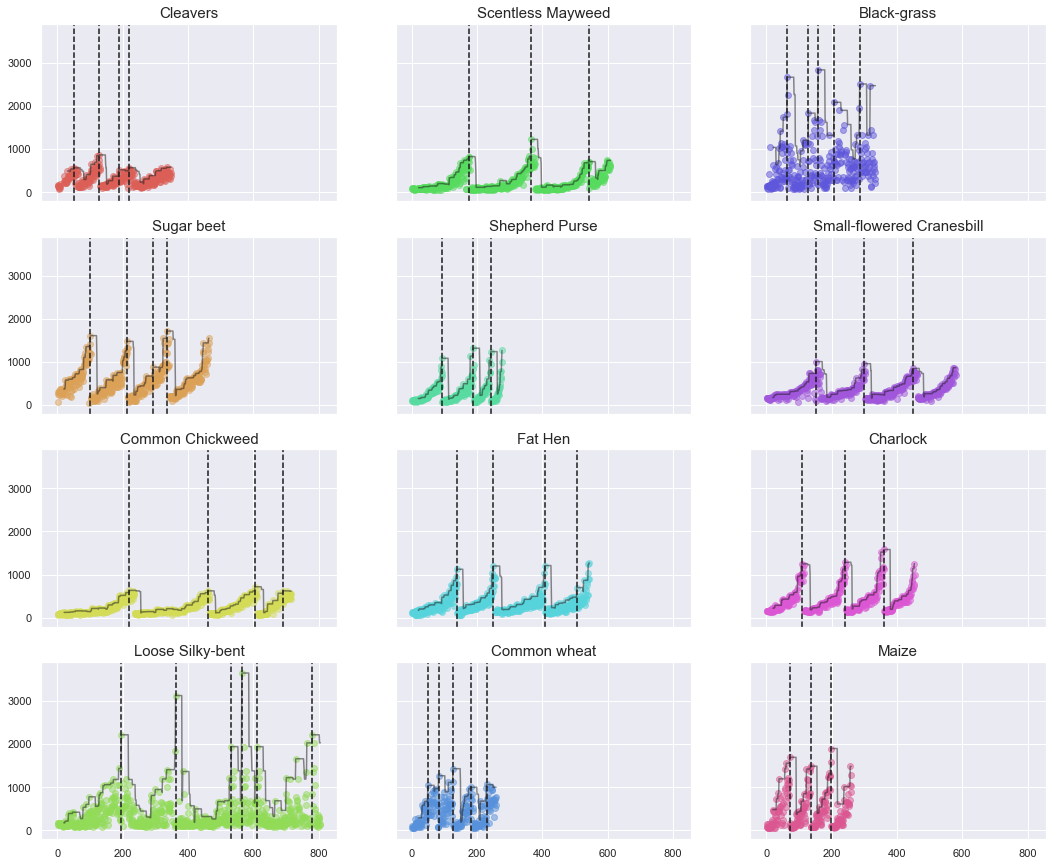 Cleavers
Scentless Mayweed
Black-grass
3000
2000
1000
0
Sugar beet
Shepherd Purse
Small-flowered Cranesbill
3000
2000
1000
0
Common Chickweed
Fat Hen
Charlock
3000
2000
1000
0
Loose Silky-bent
Common wheat
Maize
3000
2000
1000
0
0 200 400 600 800
0 200 400 600 800
0 200 400 600 800